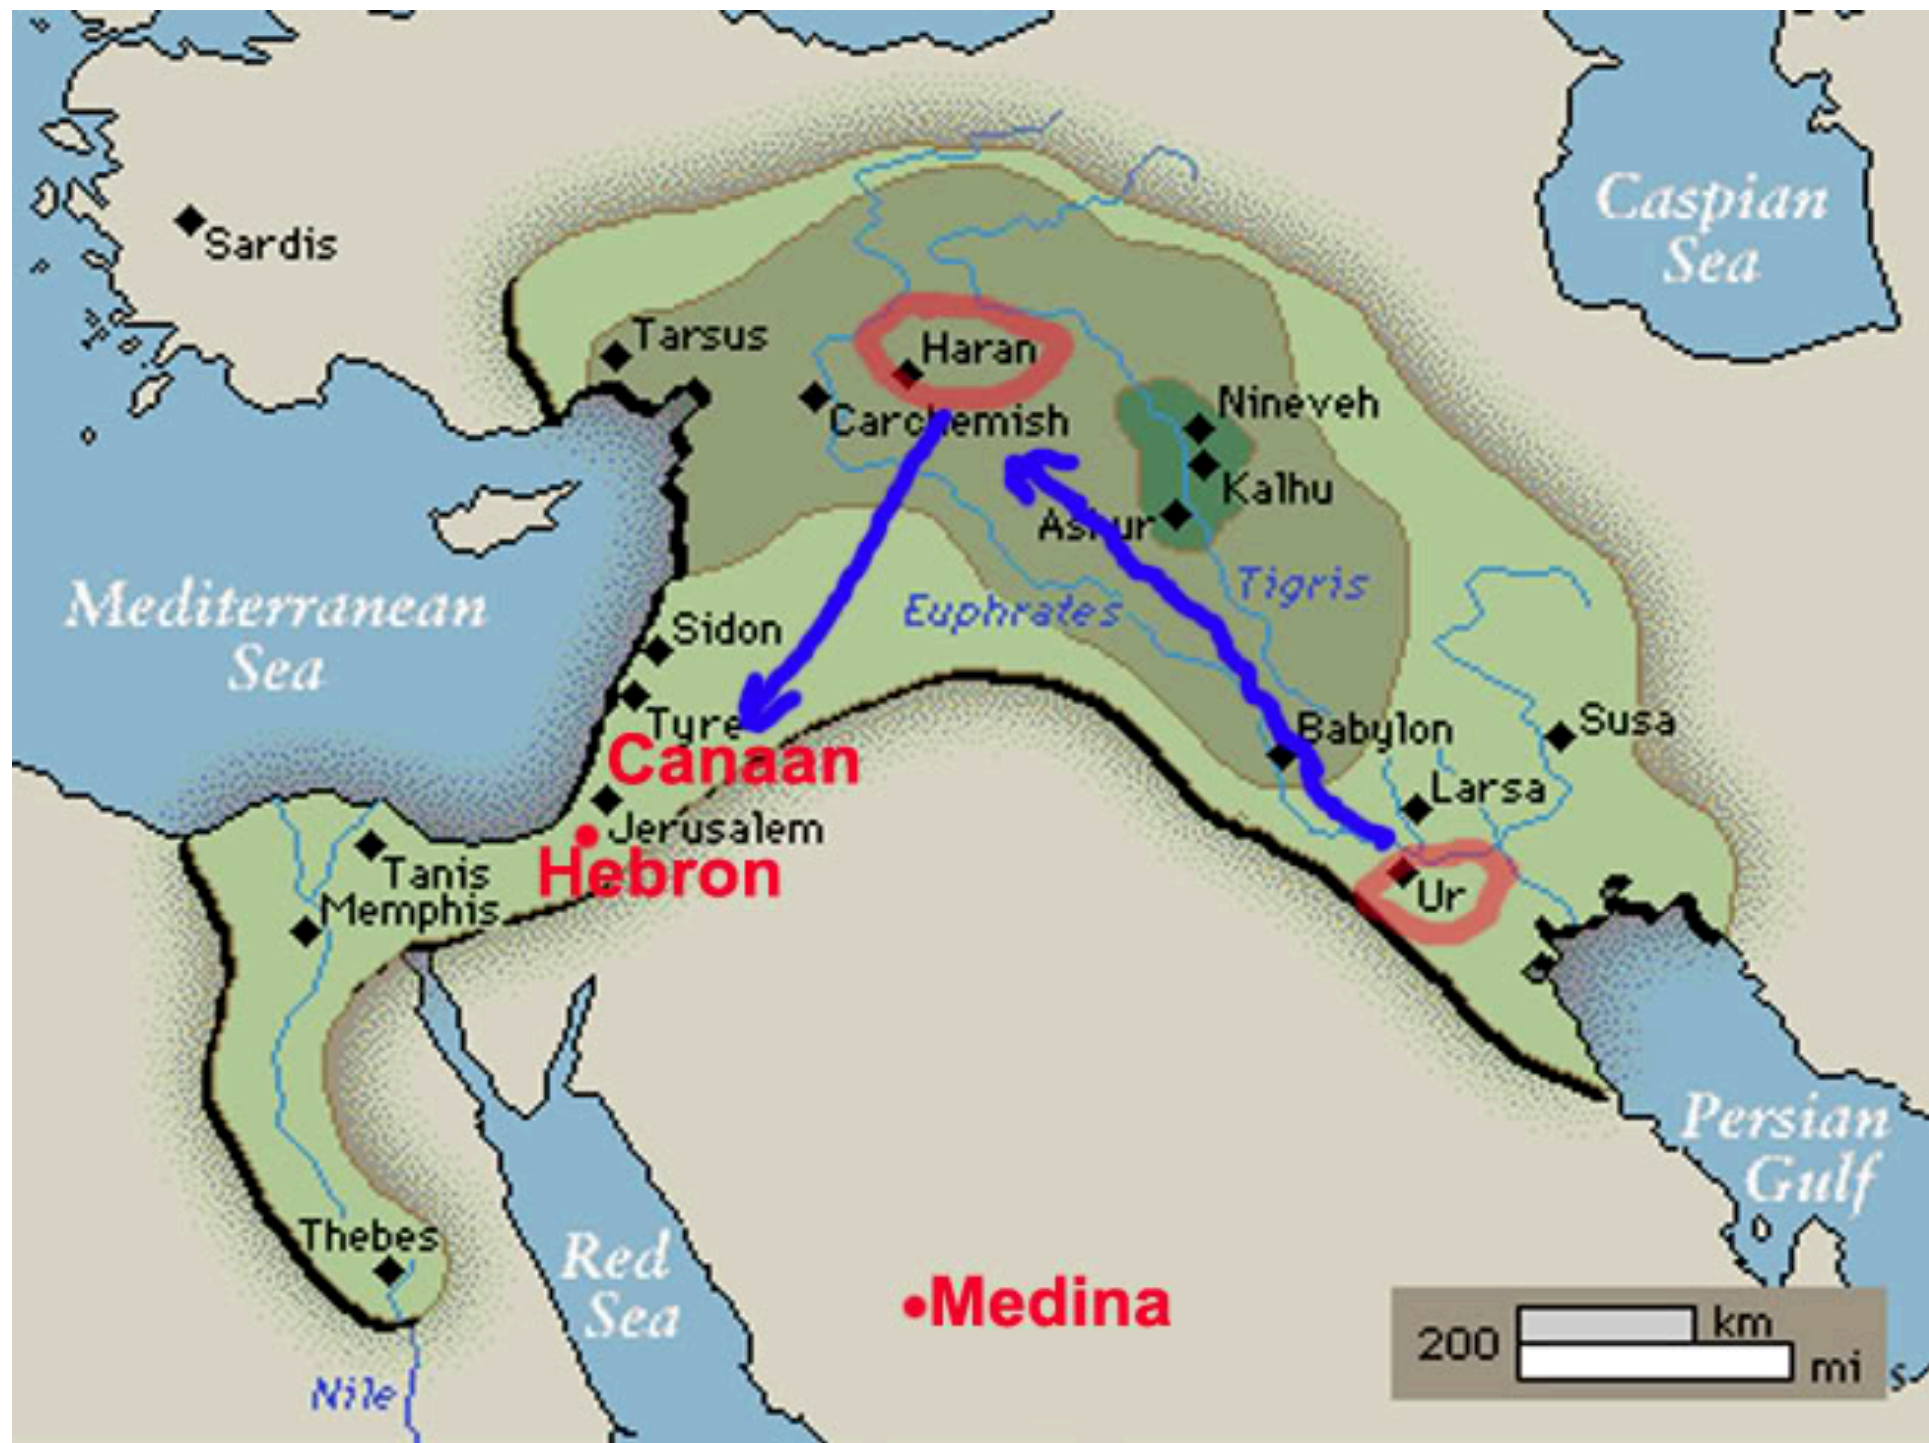 Caspian
Sea
Sardis
Tarsus
Haran
Carchemish
Nineveh
Kalhu
Ashur
Tigris
Euphrates
Mediterranean
Sea
Sidon
Tyre
Canaan
Babylon
Susa
Larsa
Jerusalem
Hebron
Ur
Tanis
Memphis
Persian
Gulf
Thebes
Red
Sea
Medina
Nile
200 km
mi
s